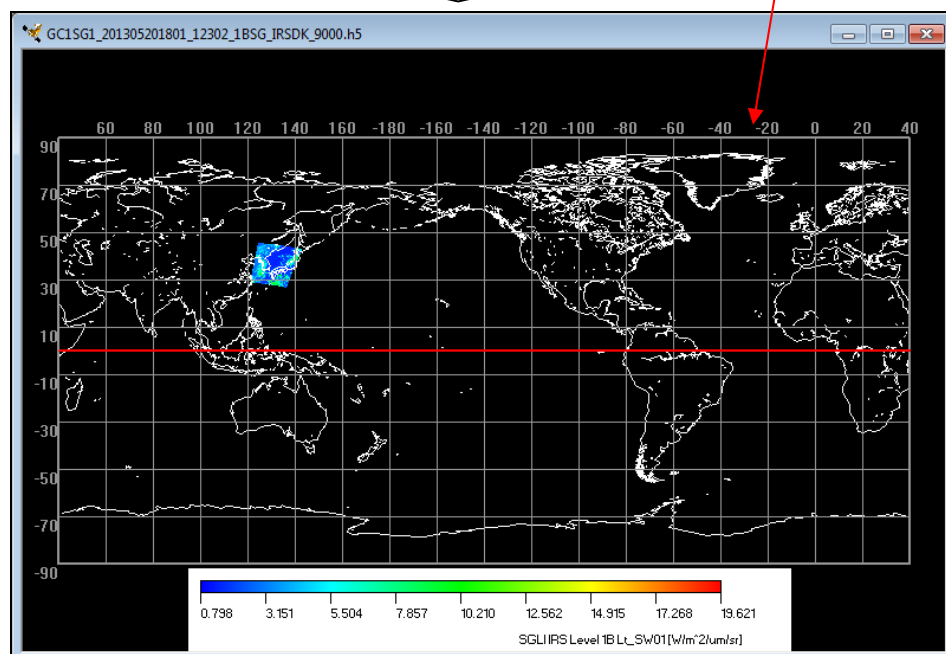 GC1SG1_201305201801_12302_1BSG_IRSDK_9000.h5
60 80 100 120 140 160 -180 -160 -140 -120 -100 -80 -60 -40 -20 0 20 40
90
70
50
30
10
-10
-30
-50
-70
-90
0.798 3.151 5.504 7.857 10.210 12.562 14.915 17.268 19.621
SGLI IRS Level 1B Lt_SW01 [W/m^2/um/sr]